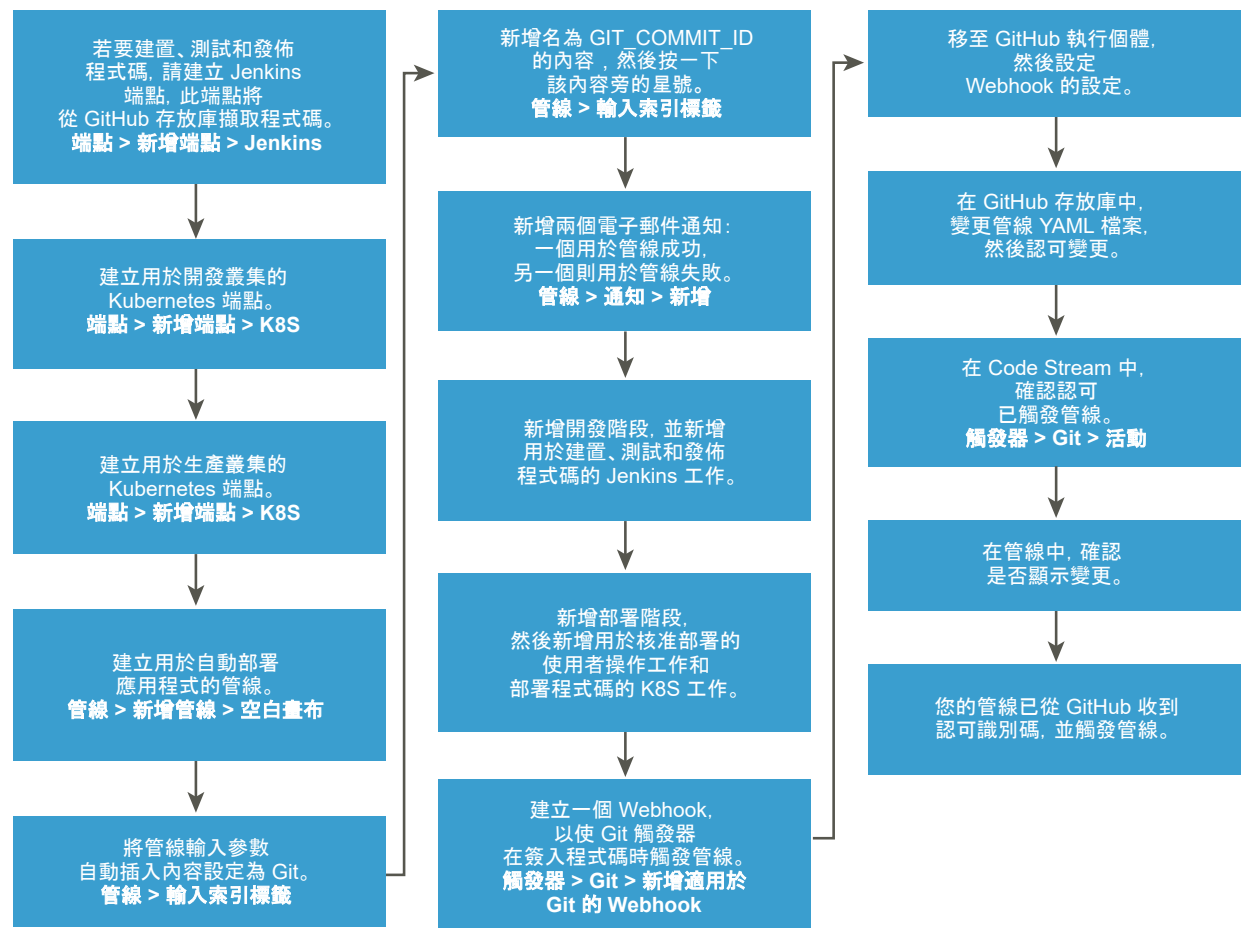 若要建置、測試和發佈
程式碼, 請建立 Jenkins
端點, 此端點將
從 GitHub 存放庫擷取程式碼。
端點 > 新增端點 > Jenkins
建立用於開發叢集的
Kubernetes 端點。
端點 > 新增端點 > K8S
建立用於生產叢集的
Kubernetes 端點。
端點 > 新增端點 > K8S
建立用於自動部署
應用程式的管線。
管線 > 新增管線 > 空白畫布
將管線輸入參數
自動插入內容設定為 Git。
管線 > 輸入索引標籤
新增名為 GIT_COMMIT_ID
的內容 , 然後按一下
該內容旁的星號。
管線 > 輸入索引標籤
新增兩個電子郵件通知:
一個用於管線成功,
另一個則用於管線失敗。
管線 > 通知 > 新增
新增開發階段, 並新增
用於建置、測試和發佈
程式碼的 Jenkins 工作。
新增部署階段,
然後新增用於核准部署的
使用者操作工作和
部署程式碼的 K8S 工作。
建立一個 Webhook,
以使 Git 觸發器
在簽入程式碼時觸發管線。
觸發器 > Git > 新增適用於
Git 的 Webhook
移至 GitHub 執行個體,
然後設定
Webhook 的設定。
在 GitHub 存放庫中,
變更管線 YAML 檔案,
然後認可變更。
在 Code Stream 中,
確認認可
已觸發管線。
觸發器 > Git > 活動
在管線中, 確認
是否顯示變更。
您的管線已從 GitHub 收到
認可識別碼, 並觸發管線。